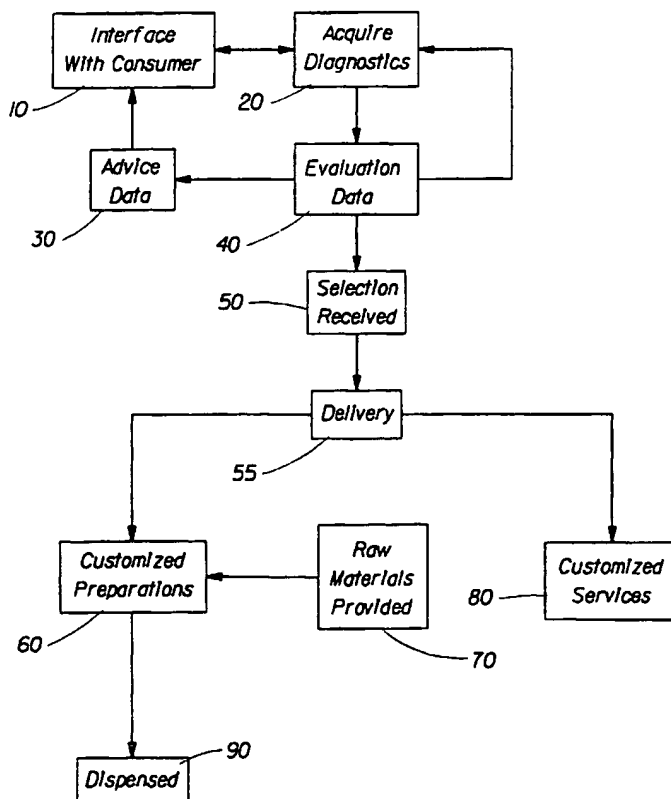 Interface
With Consumer
10
Acquire
Diagnostics
20
Advice
Data
30
Evaluation
Data
40
Selection
Received
50
Delivery
55
Customized
Preparations
60
Raw
Materials
Provided
70
Customized
Services
80
Dispensed
90